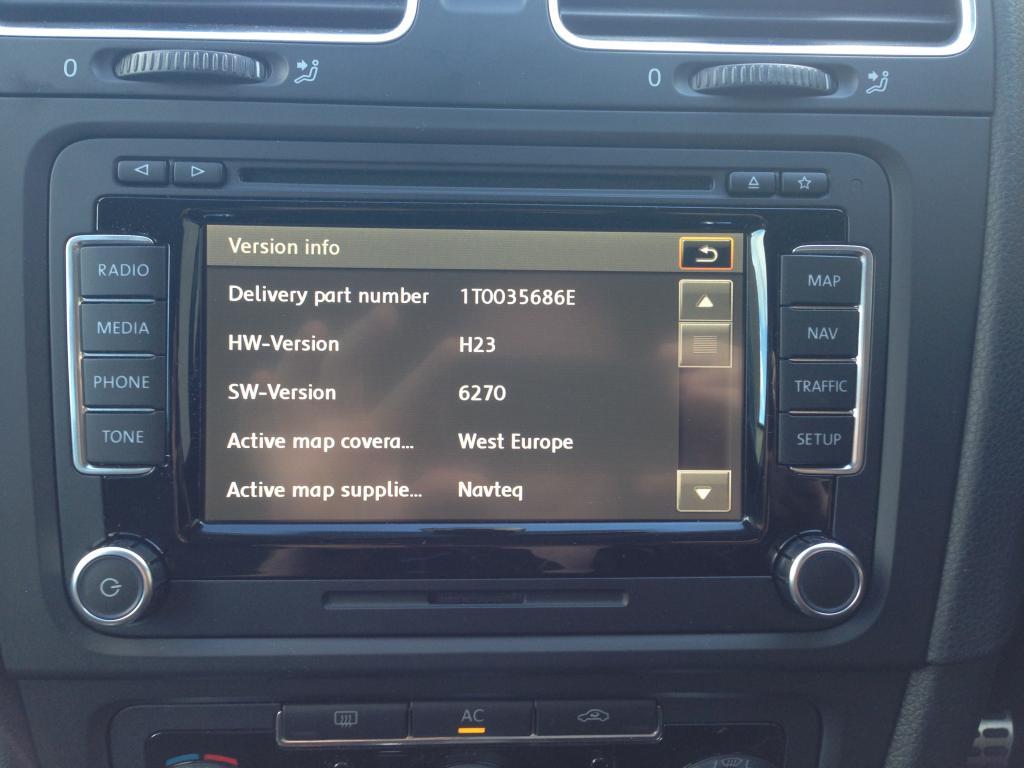 0
0
Version info
RADIO
MEDIA
PHONE
TONE
Delivery part number 1T0035686E
HW-Version H23
SW-Version 6270
Active map covera... West Europe
Active map supplie... Navteq
MAP
NAV
TRAFFIC
SETUP
AC